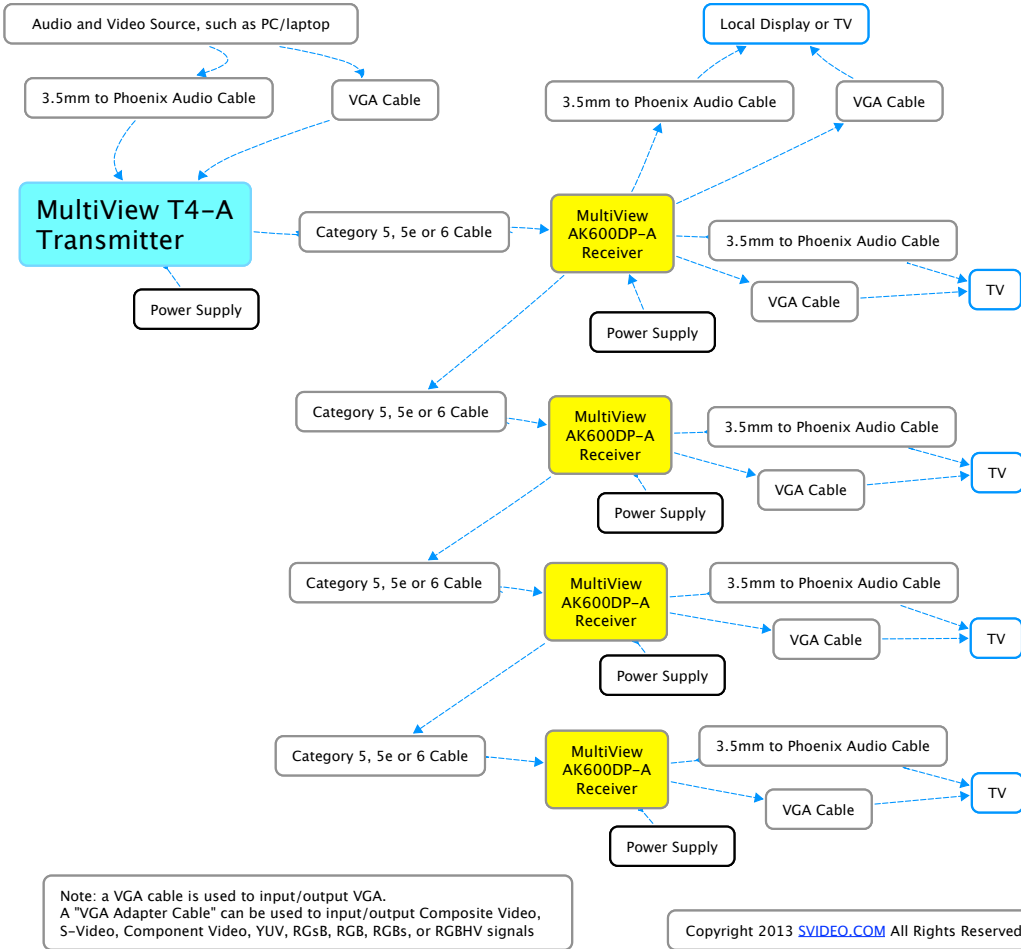 Audio and Video Source, such as PC/laptop
Local Display or TV
3.5mm to Phoenix Audio Cable
VGA Cable
3.5mm to Phoenix Audio Cable
VGA Cable
MultiView T4-A
Transmitter
Category 5, 5e or 6 Cable
MultiView
AK600DP-A
Receiver
3.5mm to Phoenix Audio Cable
VGA Cable
TV
Power Supply
Power Supply
Category 5, 5e or 6 Cable
MultiView
AK600DP-A
Receiver
3.5mm to Phoenix Audio Cable
VGA Cable
TV
Power Supply
Category 5, 5e or 6 Cable
MultiView
AK600DP-A
Receiver
3.5mm to Phoenix Audio Cable
VGA Cable
TV
Power Supply
Category 5, 5e or 6 Cable
MultiView
AK600DP-A
Receiver
3.5mm to Phoenix Audio Cable
VGA Cable
TV
Power Supply
Note: a VGA cable is used to input/output VGA.
A "VGA Adapter Cable" can be used to input/output Composite Video,
S-Video, Component Video, YUV, RGsB, RGB, RGBs, or RGBHV signals
Copyright 2013 SVIDEO.COM All Rights Reserved